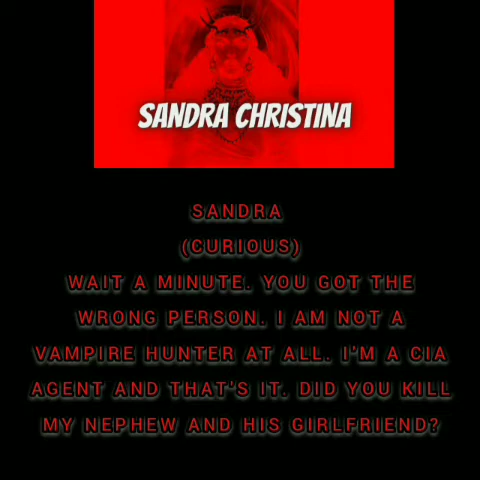 SANDRA CHRISTINA
SANDRA
(CURIOUS)
WAIT A MINUTE. YOU GOT THE
WRONG PERSON. I AM NOT A
VAMPIRE HUNTER AT ALL. I'M A CIA
AGENT AND THAT'S IT. DID YOU KILL
MY NEPHEW AND HIS GIRLFRIEND?